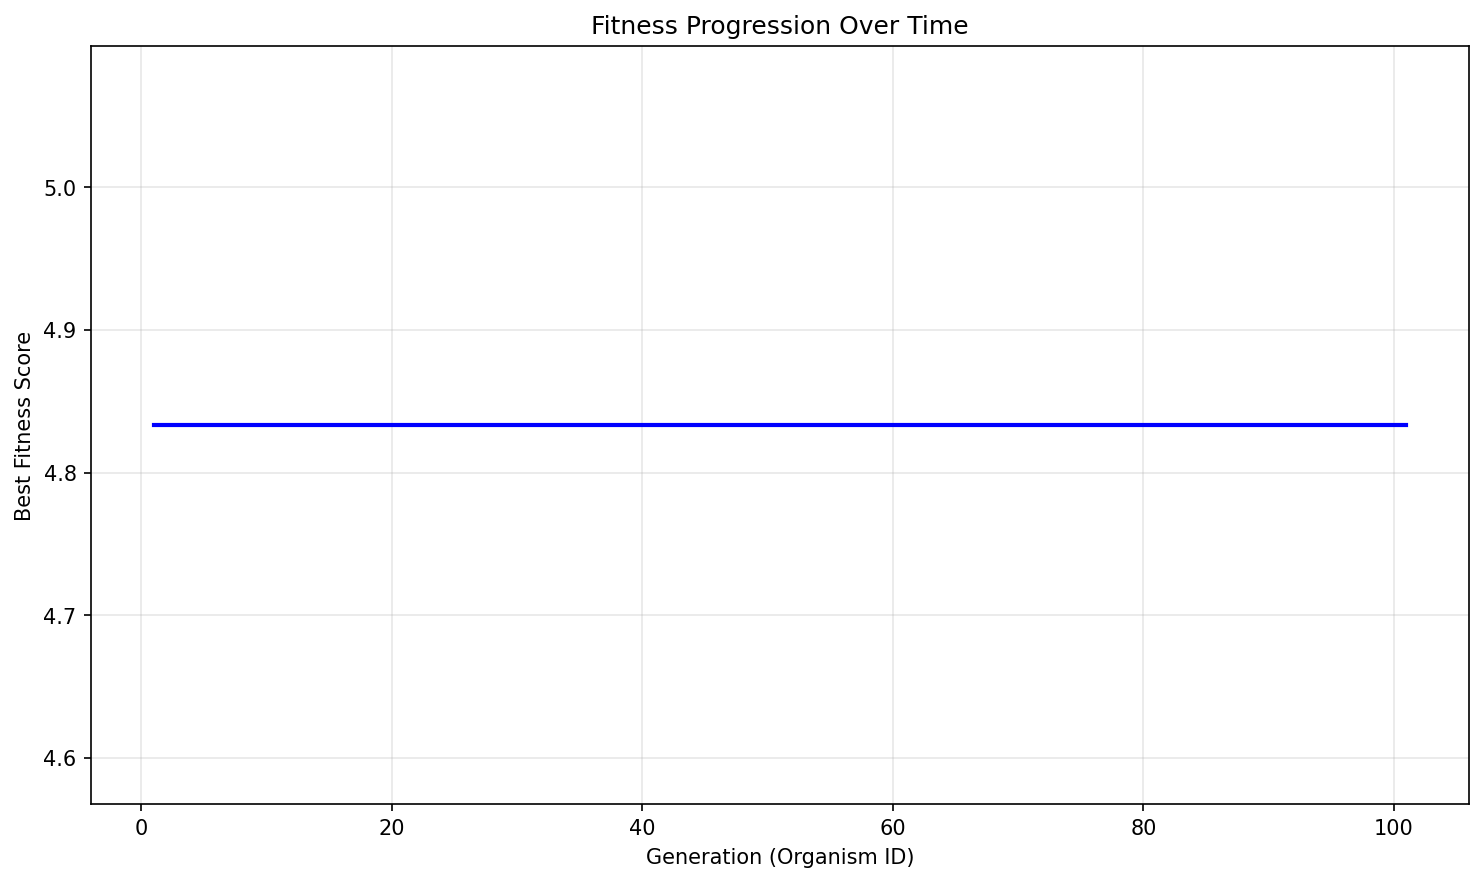 Fitness Progression Over Time
Best Fitness Score
5.0
4.9
4.8
4.7
4.6
0 20 40 60 80 100
Generation (Organism ID)